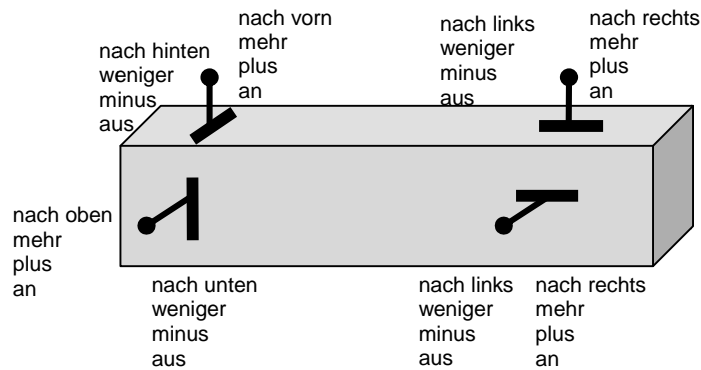 nach hinten
weniger
minus
aus
nach vorn
mehr
plus
an
nach links
weniger
minus
aus
nach rechts
mehr
plus
an
nach oben
mehr
plus
an
nach unten
weniger
minus
aus
nach links
weniger
minus
aus
nach rechts
mehr
plus
an